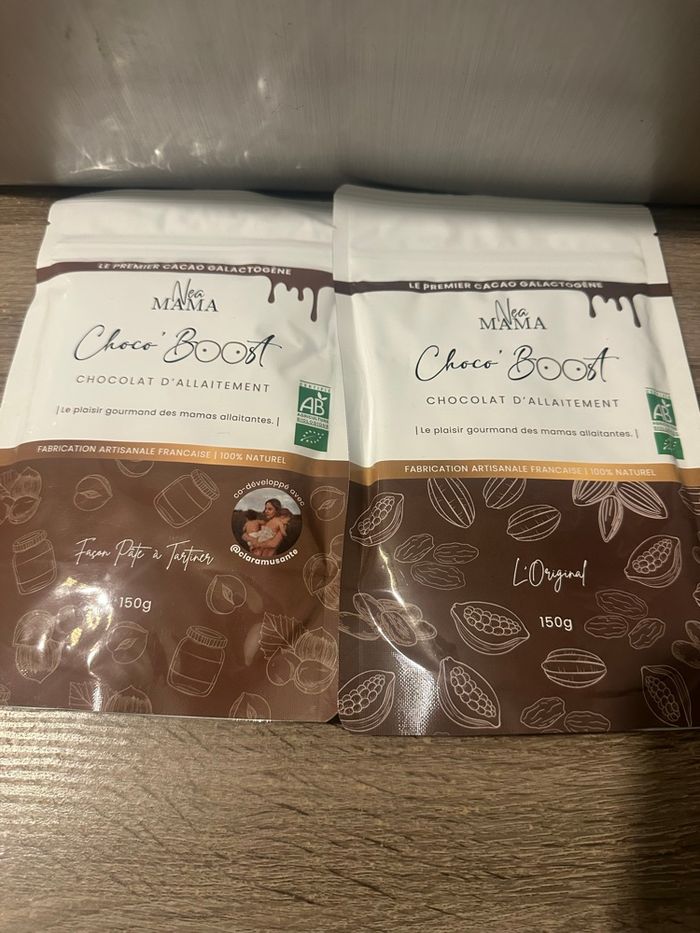 LE PREMIER CACAO GALACTOGÈNE
Nea
MAMA
Choco' BOOst
CHOCOLAT D'ALLAITEMENT
| Le plaisir gourmand des mamas allaitantes. |
AB
FABRICATION ARTISANALE FRANCAISE | 100% NATUREL
co-développé avec
@claramusante
Façon Pâte à Tartiner
150g
LE PREMIER CACAO GALACTOGÈNE
Nea
MAMA
Choco' BOOst
CHOCOLAT D'ALLAITEMENT
| Le plaisir gourmand des mamas allaitantes. |
AB
FABRICATION ARTISANALE FRANCAISE | 100% NATUREL
L'Original
150g